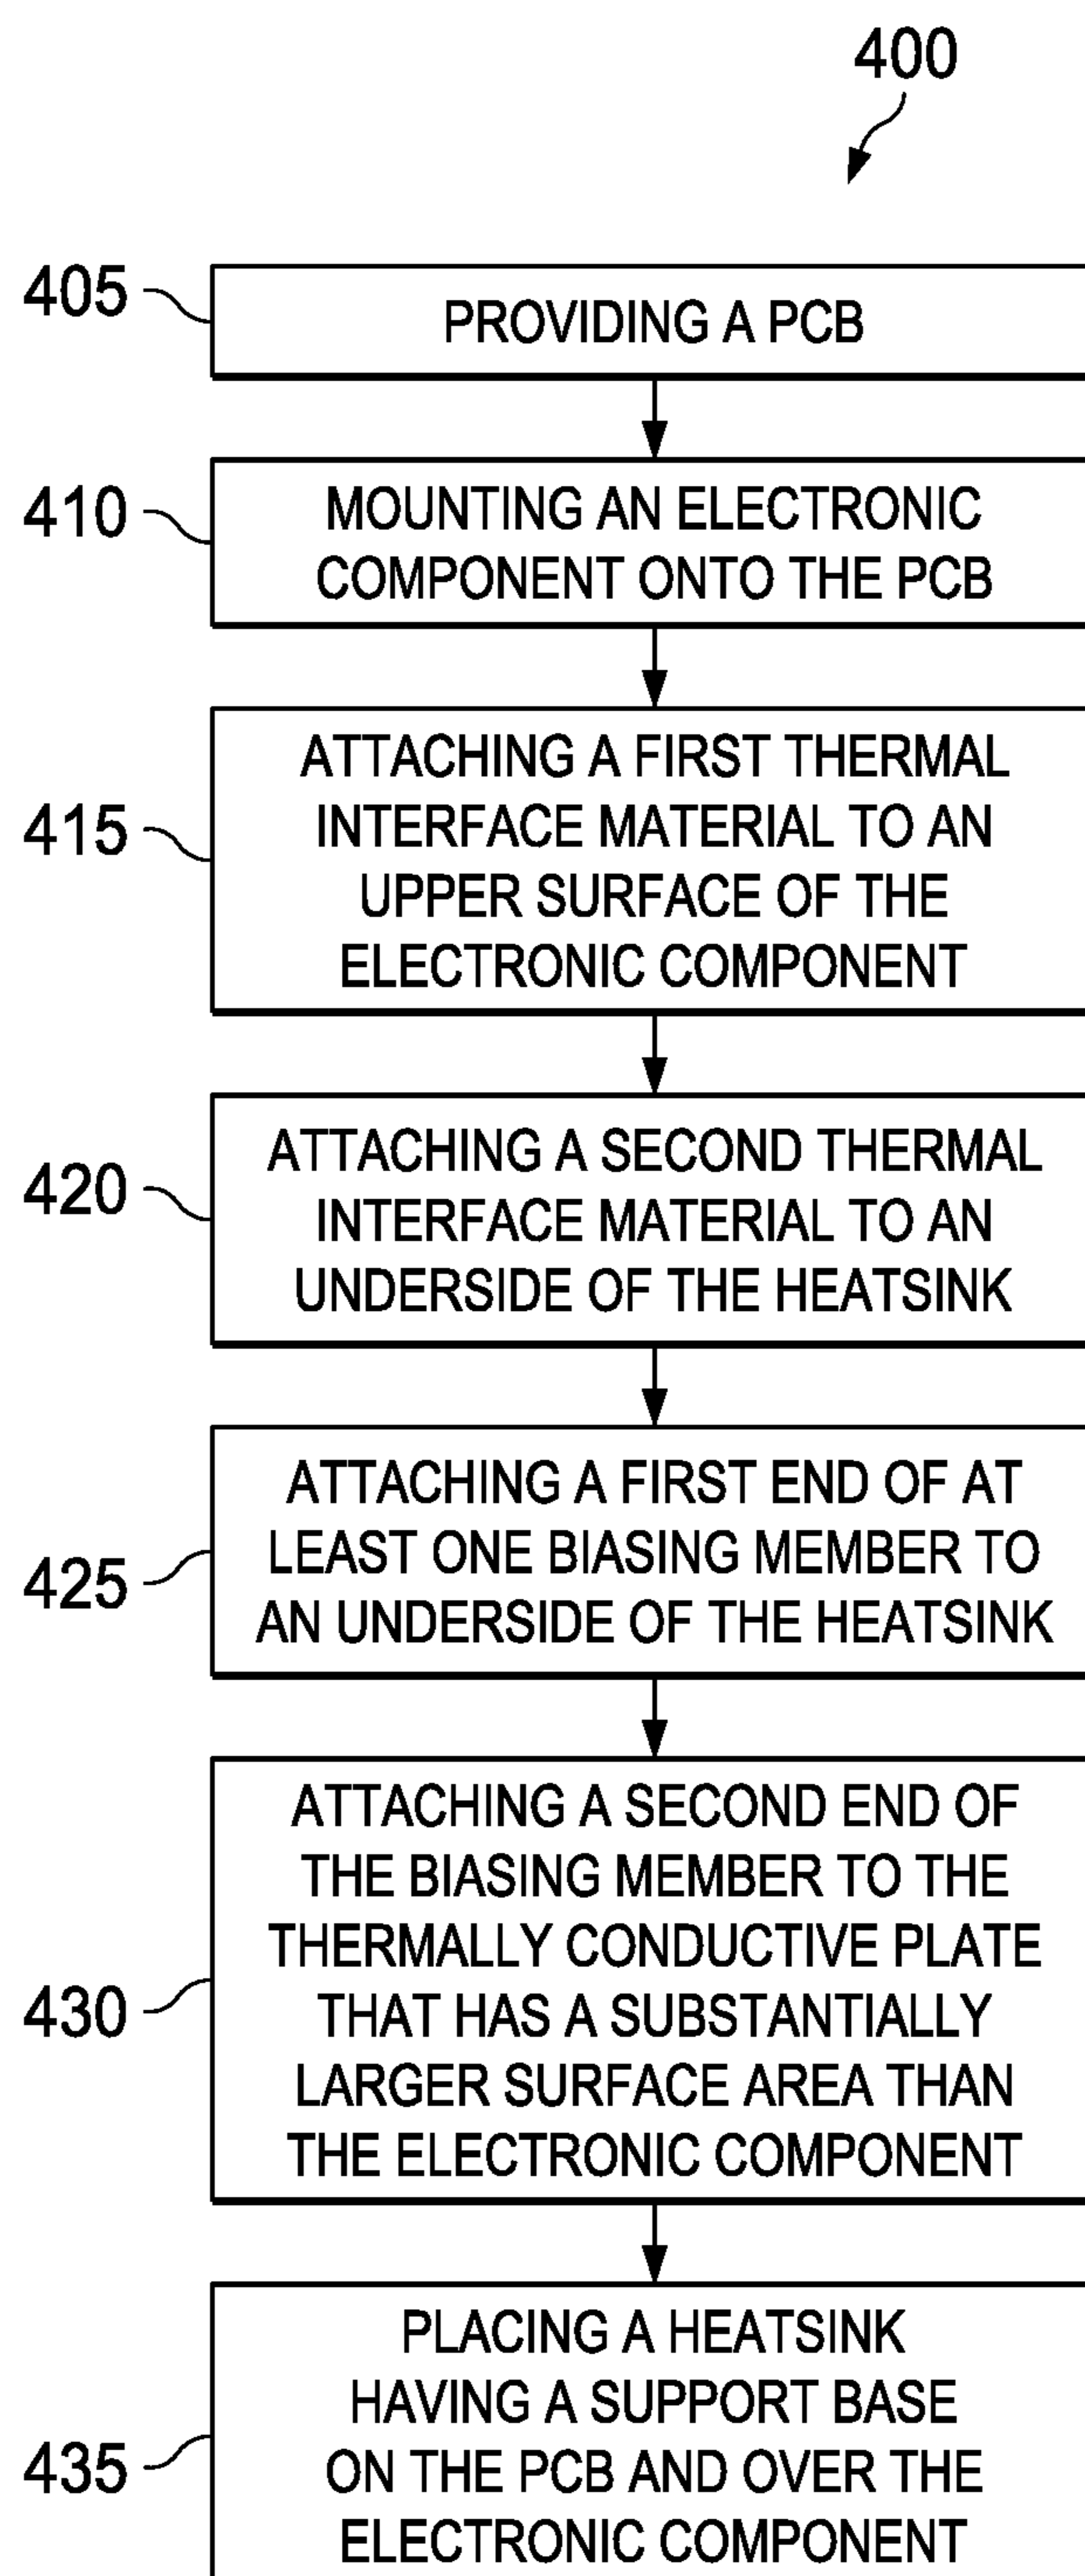 400
405
PROVIDING A PCB
410
MOUNTING AN ELECTRONIC
COMPONENT ONTO THE PCB
415
ATTACHING A FIRST THERMAL
INTERFACE MATERIAL TO AN
UPPER SURFACE OF THE
ELECTRONIC COMPONENT
420
ATTACHING A SECOND THERMAL
INTERFACE MATERIAL TO AN
UNDERSIDE OF THE HEATSINK
425
ATTACHING A FIRST END OF AT
LEAST ONE BIASING MEMBER TO
AN UNDERSIDE OF THE HEATSINK
430
ATTACHING A SECOND END OF
THE BIASING MEMBER TO THE
THERMALLY CONDUCTIVE PLATE
THAT HAS A SUBSTANTIALLY
LARGER SURFACE AREA THAN
THE ELECTRONIC COMPONENT
435
PLACING A HEATSINK
HAVING A SUPPORT BASE
ON THE PCB AND OVER THE
ELECTRONIC COMPONENT